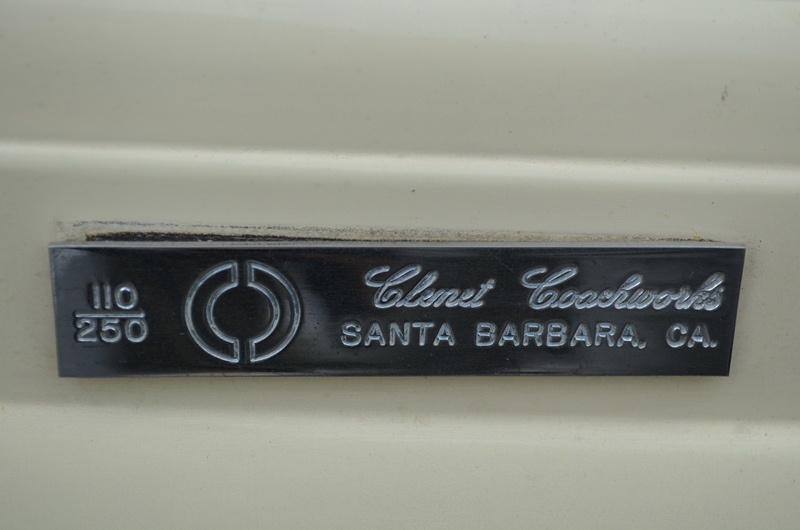 110
250
Clenet Coachworks
SANTA BARBARA, CA.